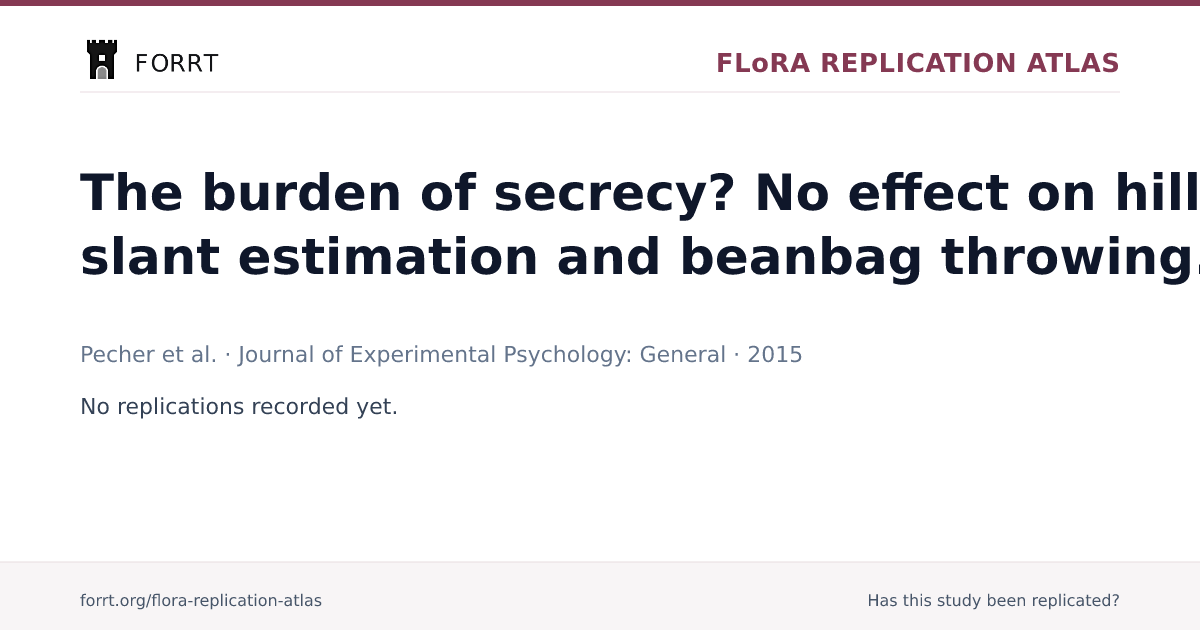 FORRT
FLoRA REPLICATION ATLAS
The burden of secrecy? No effect on hill
slant estimation and beanbag throwing.
Pecher et al. · Journal of Experimental Psychology: General · 2015
No replications recorded yet.
forrt.org/flora-replication-atlas
Has this study been replicated?